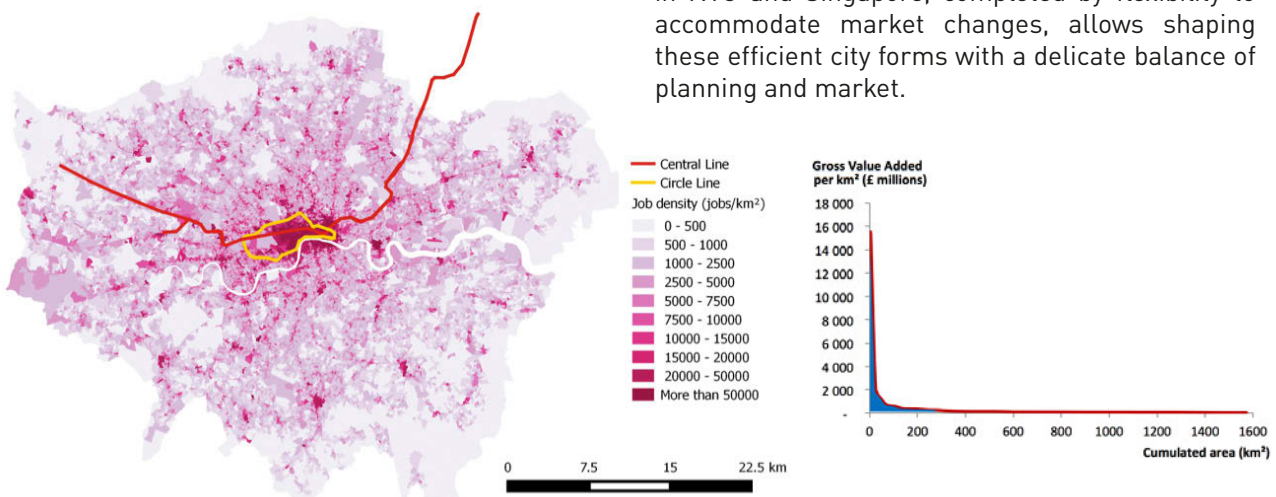 accommodate market changes, allows shaping
these efficient city forms with a delicate balance of
planning and market.
Central Line
Circle Line
Job density (jobs/km²)
0 - 500
500 - 1000
1000 - 2500
2500 - 5000
5000 - 7500
7500 - 10000
10000 - 15000
15000 - 20000
20000 - 50000
More than 50000
0 7.5 15 22.5 km
Gross Value Added
per km² (£ millions)
18 000
16 000
14 000
12 000
10 000
8 000
6 000
4 000
2 000
-
0 200 400 600 800 1000 1200 1400 1600
Cumulated area (km²)